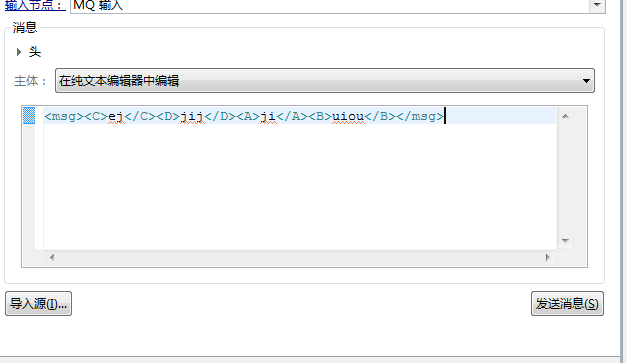 输入节点： MQ 输入
消息
头
主体： 在纯文本编辑器中编辑
<msg><C>ej</C><D>jij</D><A>ji</A><B>uiou</B></msg>
导入源(I)... 发送消息(S)